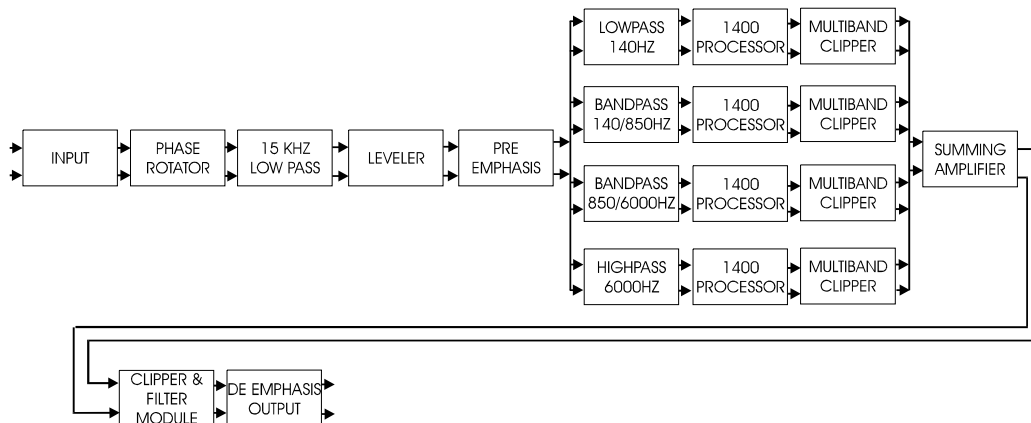 LOWPASS
140HZ
1400
PROCESSOR
MULTIBAND
CLIPPER
BANDPASS
140/850HZ
1400
PROCESSOR
MULTIBAND
CLIPPER
INPUT
PHASE
ROTATOR
15 KHZ
LOW PASS
LEVELER
PRE
EMPHASIS
BANDPASS
850/6000HZ
1400
PROCESSOR
MULTIBAND
CLIPPER
SUMMING
AMPLIFIER
HIGHPASS
6000HZ
1400
PROCESSOR
MULTIBAND
CLIPPER
CLIPPER &
FILTER
MODULE
DE EMPHASIS
OUTPUT